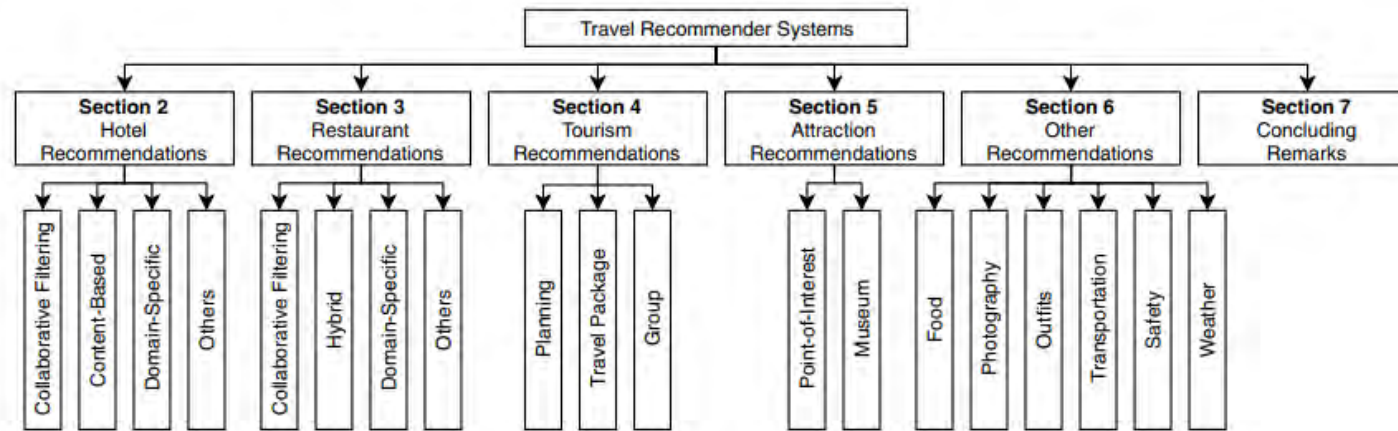 Travel Recommender Systems
Section 2
Hotel
Recommendations
Section 3
Restaurant
Recommendations
Section 4
Tourism
Recommendations
Section 5
Attraction
Recommendations
Section 6
Other
Recommendations
Section 7
Concluding
Remarks
Collaborative Filtering
Content-Based
Domain-Specific
Others
Collaborative Filtering
Hybrid
Domain-Specific
Others
Planning
Travel Package
Group
Point-of-Interest
Museum
Food
Photography
Outfits
Transportation
Safety
Weather